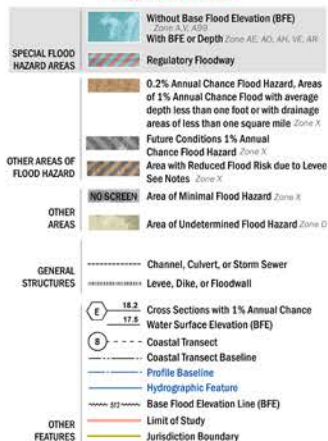 Without Base Flood Elevation (BFE)
Zone A, V, A99
With BFE or Depth Zone AE, AO, AH, VE, AR
SPECIAL FLOOD
HAZARD AREAS
Regulatory Floodway
0.2% Annual Chance Flood Hazard, Areas
of 1% Annual Chance Flood with average
depth less than one foot or with drainage
areas of less than one square mile Zone X
Future Conditions 1% Annual
Chance Flood Hazard Zone X
OTHER AREAS OF
FLOOD HAZARD
Area with Reduced Flood Risk due to Levee
See Notes Zone X
NO SCREEN Area of Minimal Flood Hazard Zone X
OTHER
AREAS
Area of Undetermined Flood Hazard Zone D
GENERAL
STRUCTURES
Channel, Culvert, or Storm Sewer
Levee, Dike, or Floodwall
E 18.2 Cross Sections with 1% Annual Chance
17.5 Water Surface Elevation (BFE)
8 Coastal Transect
Coastal Transect Baseline
Profile Baseline
Hydrographic Feature
513 Base Flood Elevation Line (BFE)
OTHER
FEATURES
Limit of Study
Jurisdiction Boundary